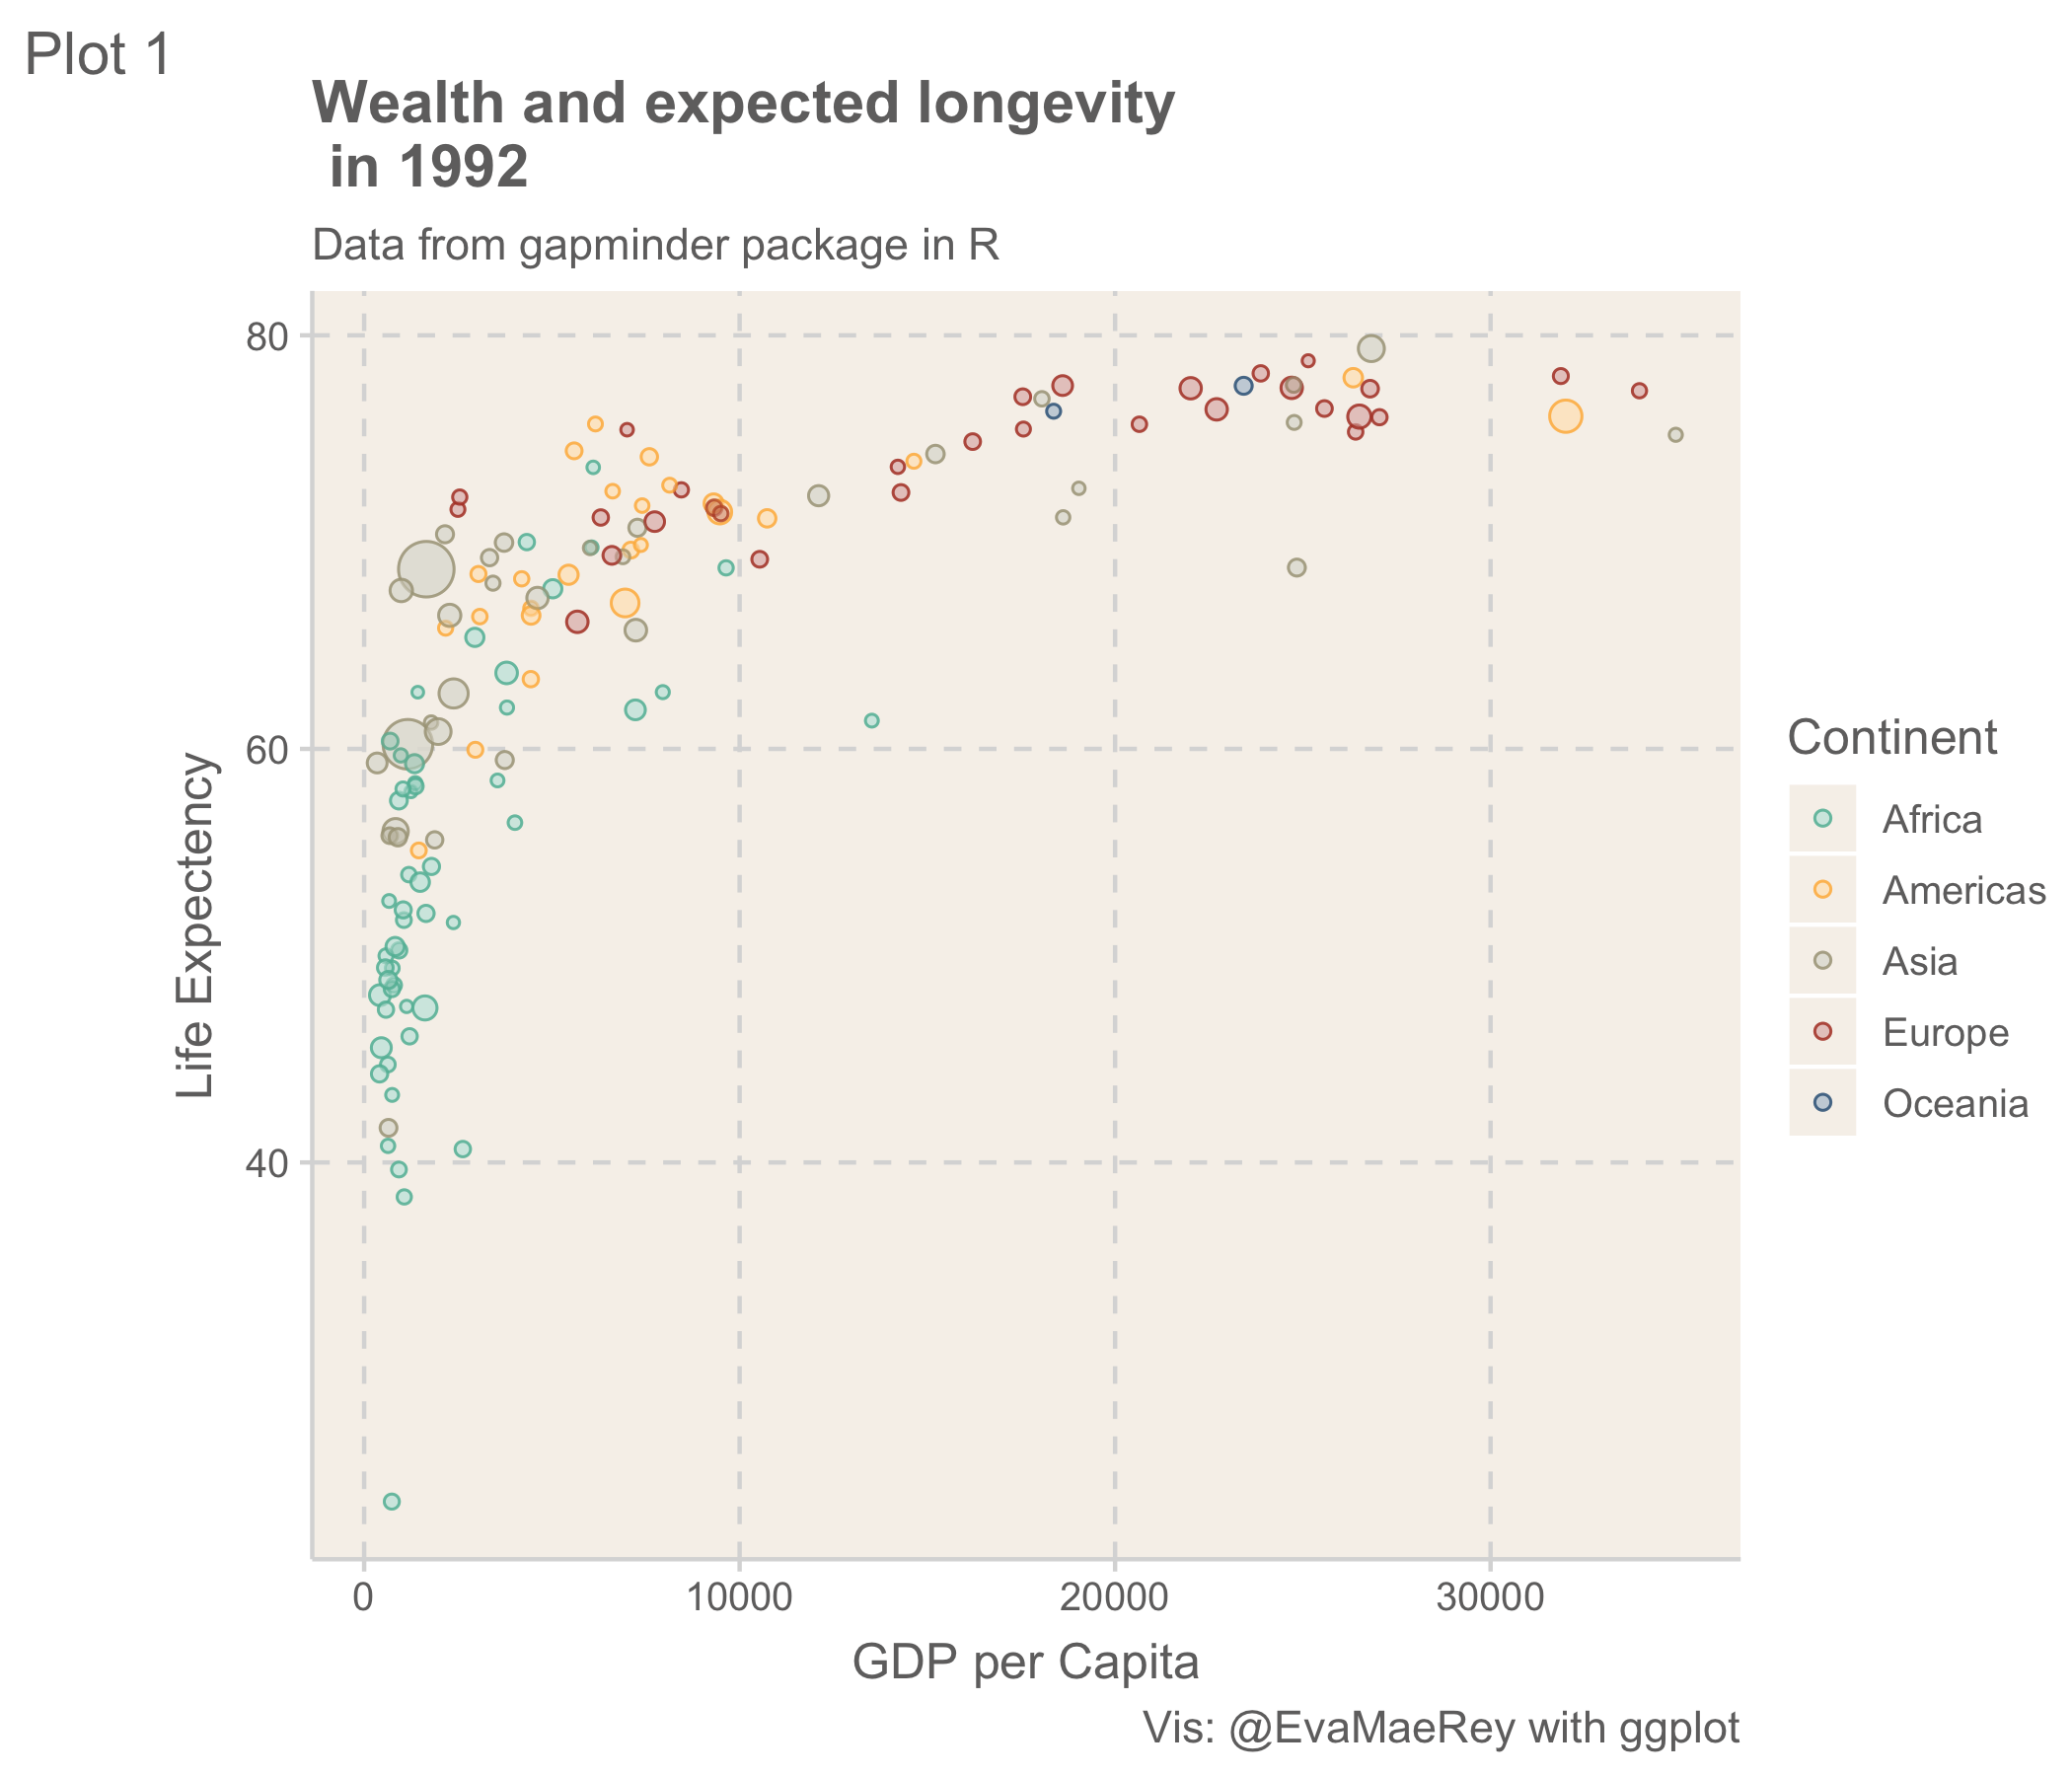 Plot 1
Wealth and expected longevity
in 1992
Data from gapminder package in R
80
60
40
Life Expectency
0
10000
20000
30000
GDP per Capita
Continent
Africa
Americas
Asia
Europe
Oceania
Vis: @EvaMaeRey with ggplot